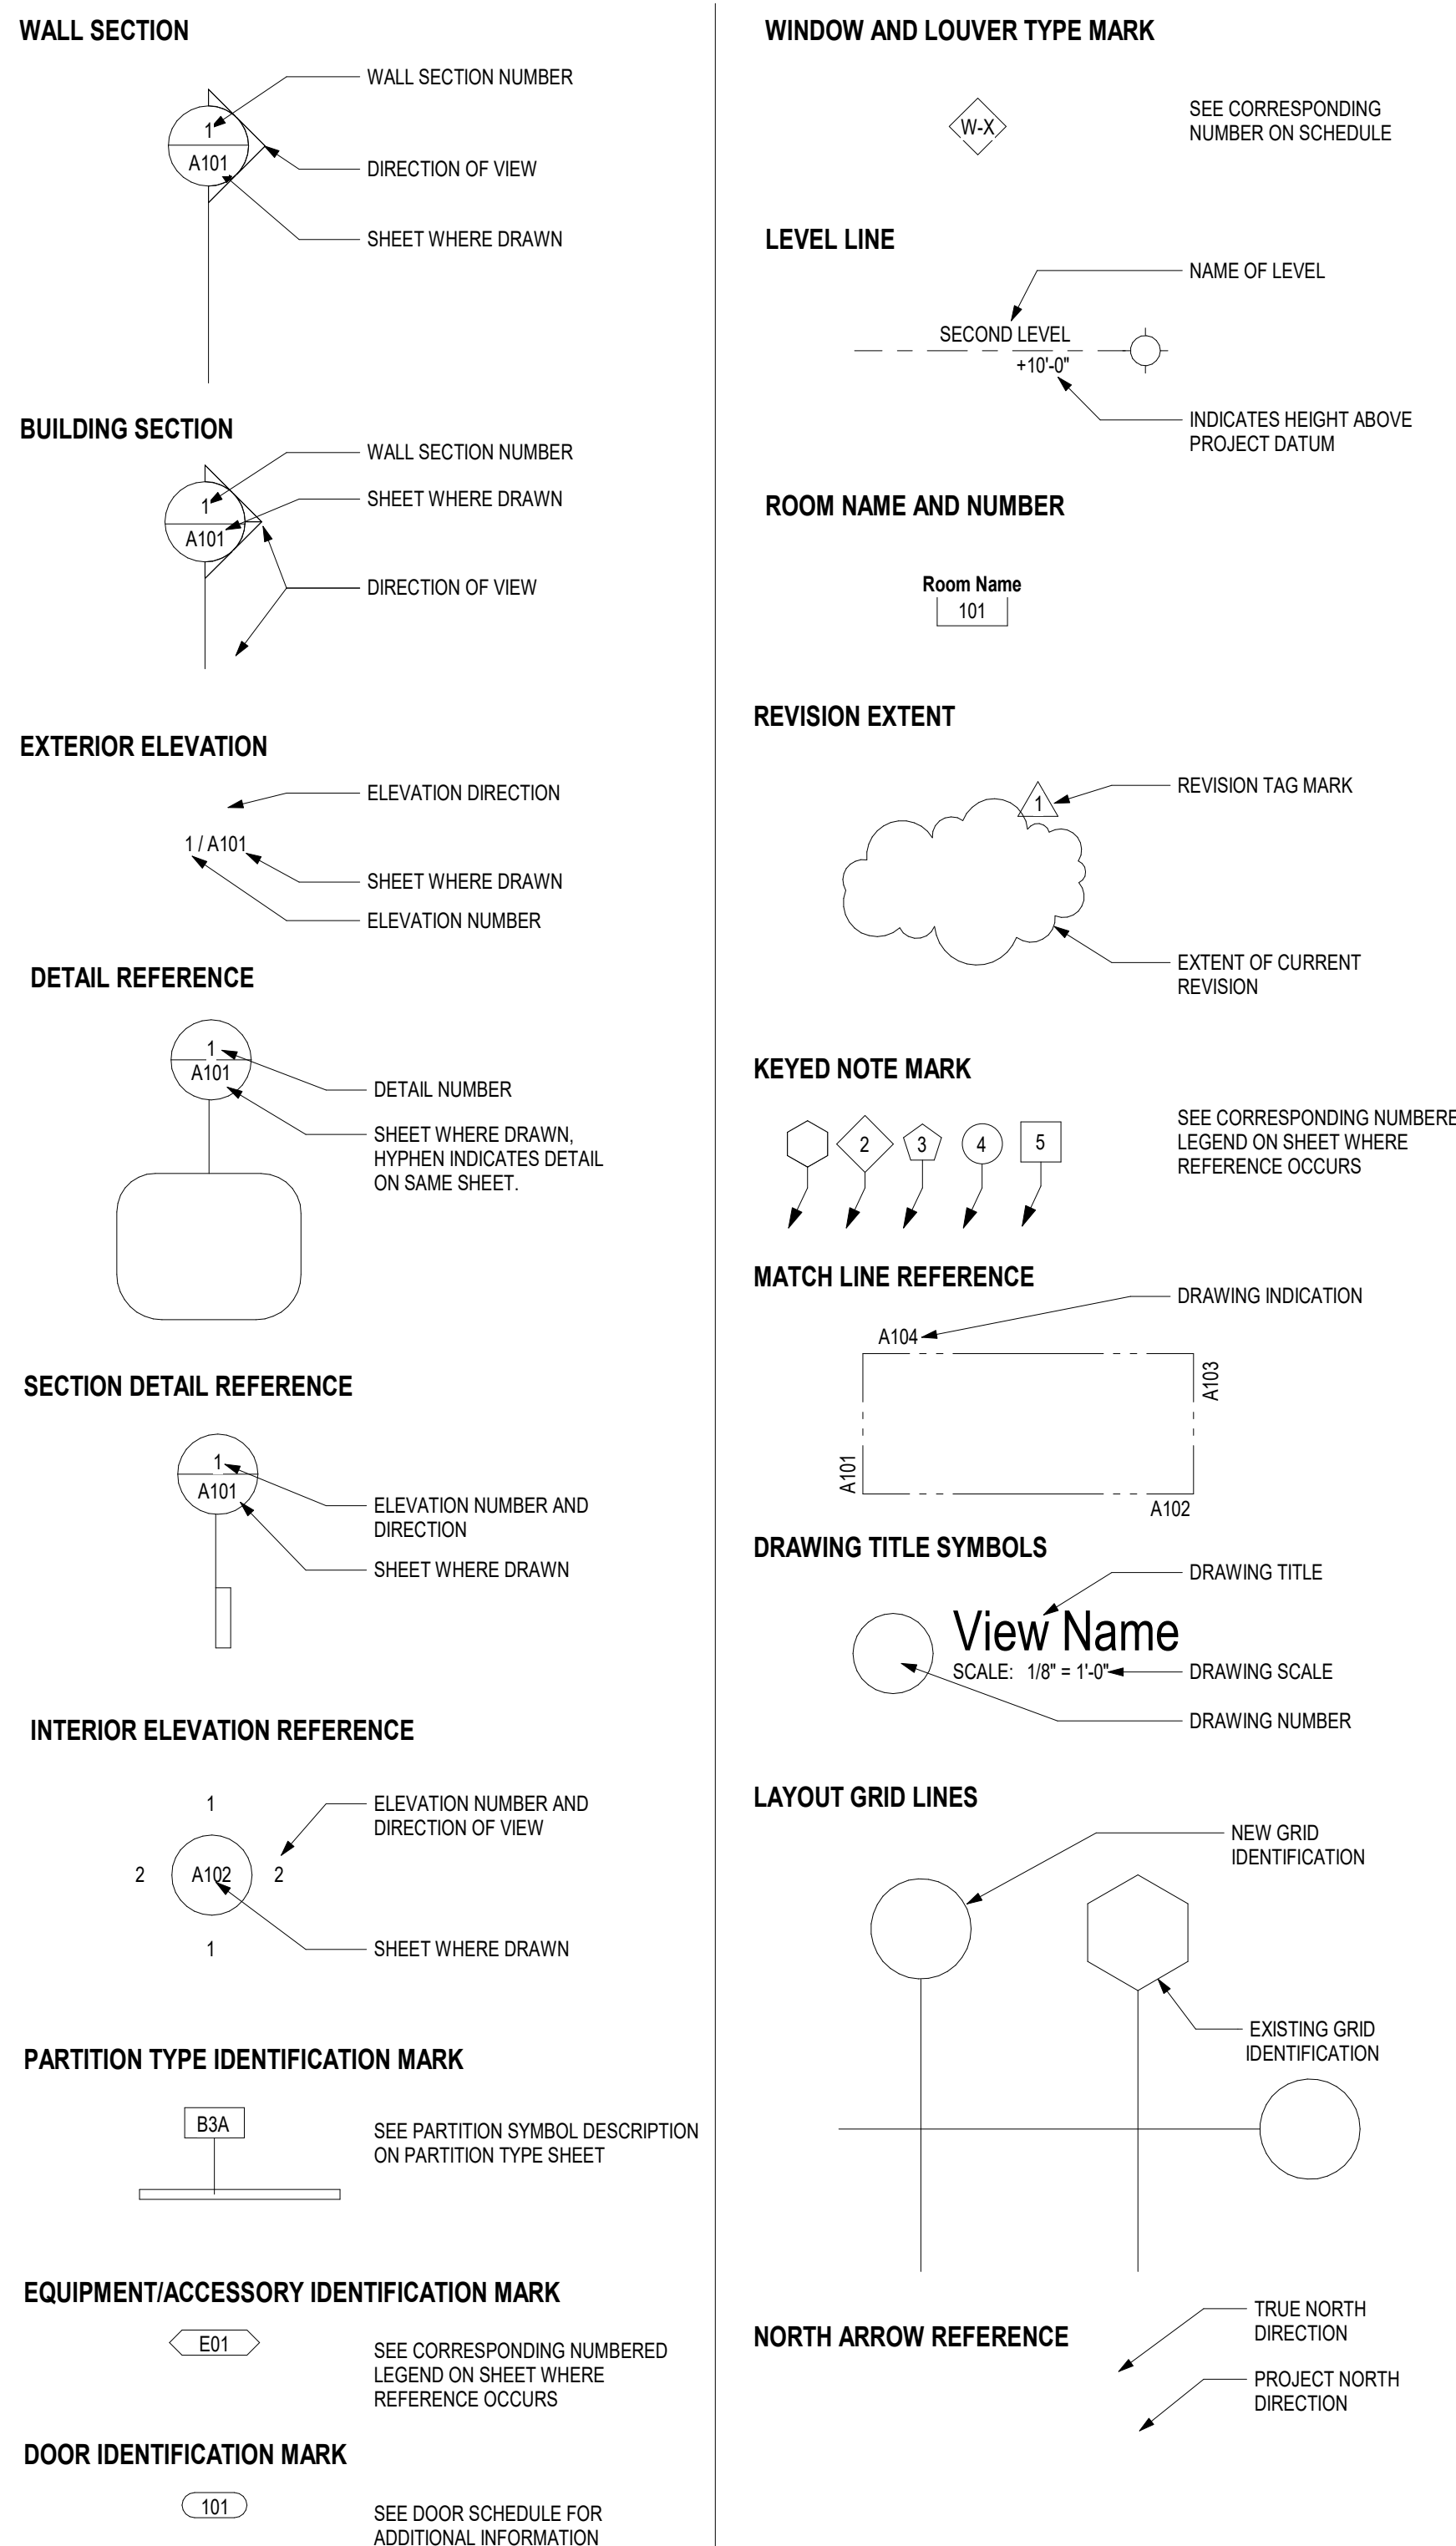 WALL SECTION
WALL SECTION NUMBER
1
A101
DIRECTION OF VIEW
SHEET WHERE DRAWN
BUILDING SECTION
WALL SECTION NUMBER
SHEET WHERE DRAWN
1
A101
DIRECTION OF VIEW
EXTERIOR ELEVATION
ELEVATION DIRECTION
1 / A101
SHEET WHERE DRAWN
ELEVATION NUMBER
DETAIL REFERENCE
1
A101
DETAIL NUMBER
SHEET WHERE DRAWN,
HYPHEN INDICATES DETAIL
ON SAME SHEET.
SECTION DETAIL REFERENCE
1
A101
ELEVATION NUMBER AND
DIRECTION
SHEET WHERE DRAWN
INTERIOR ELEVATION REFERENCE
1
ELEVATION NUMBER AND
DIRECTION OF VIEW
2 A102 2
1
SHEET WHERE DRAWN
PARTITION TYPE IDENTIFICATION MARK
B3A
SEE PARTITION SYMBOL DESCRIPTION
ON PARTITION TYPE SHEET
EQUIPMENT/ACCESSORY IDENTIFICATION MARK
E01
SEE CORRESPONDING NUMBERED
LEGEND ON SHEET WHERE
REFERENCE OCCURS
DOOR IDENTIFICATION MARK
101
SEE DOOR SCHEDULE FOR
ADDITIONAL INFORMATION
WINDOW AND LOUVER TYPE MARK
W-X
SEE CORRESPONDING
NUMBER ON SCHEDULE
LEVEL LINE
NAME OF LEVEL
SECOND LEVEL
+10'-0"
INDICATES HEIGHT ABOVE
PROJECT DATUM
ROOM NAME AND NUMBER
Room Name
101
REVISION EXTENT
REVISION TAG MARK
1
EXTENT OF CURRENT
REVISION
KEYED NOTE MARK
2 3 4 5
SEE CORRESPONDING NUMBERE
LEGEND ON SHEET WHERE
REFERENCE OCCURS
MATCH LINE REFERENCE
DRAWING INDICATION
A104
A103
A101
A102
DRAWING TITLE SYMBOLS
DRAWING TITLE
View Name
SCALE: 1/8" = 1'-0"
DRAWING SCALE
DRAWING NUMBER
LAYOUT GRID LINES
NEW GRID
IDENTIFICATION
EXISTING GRID
IDENTIFICATION
NORTH ARROW REFERENCE
TRUE NORTH
DIRECTION
PROJECT NORTH
DIRECTION